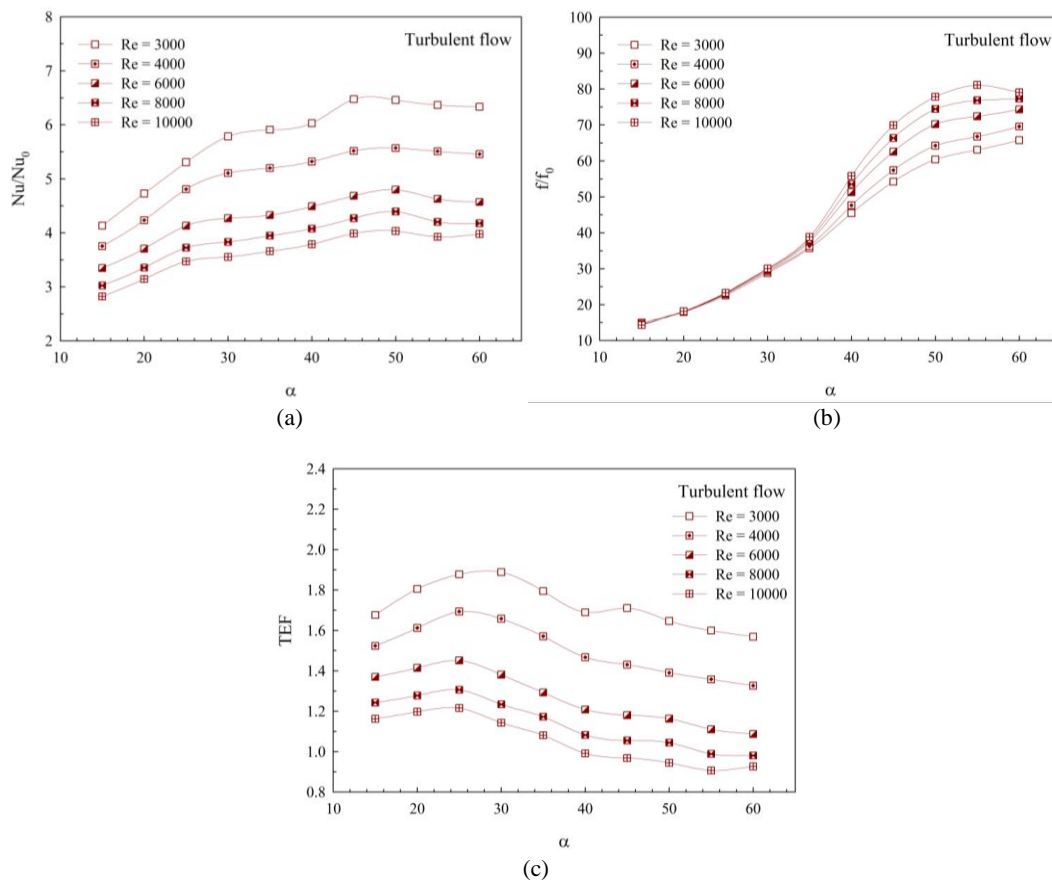 8
7
6
5
4
3
2
Nu/Nu0
Turbulent flow
Re = 3000
Re = 4000
Re = 6000
Re = 8000
Re = 10000
10 20 30 40 50 60
α
(a)
100
90
80
70
60
50
40
30
20
10
f/f0
Turbulent flow
Re = 3000
Re = 4000
Re = 6000
Re = 8000
Re = 10000
10 20 30 40 50 60
α
(b)
2.4
2.2
2.0
1.8
1.6
1.4
1.2
1.0
0.8
TEF
Turbulent flow
Re = 3000
Re = 4000
Re = 6000
Re = 8000
Re = 10000
10 20 30 40 50 60
α
(c)